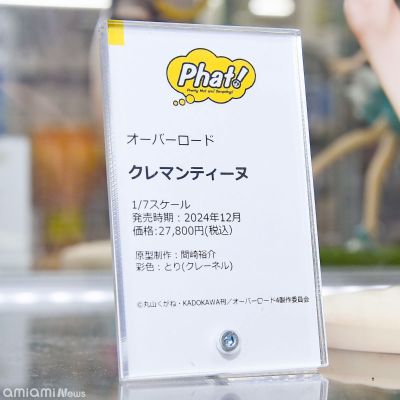 Phat!
オーバーロード
クレマンティーヌ
1/7スケール
発売時期：2024年12月
価格:27,800円(税込)
原型制作：間崎祐介
彩色：とり(クレーネル)
©丸山くがね・KADOKAWA刊／オーバーロード4製作委員会
amiami News